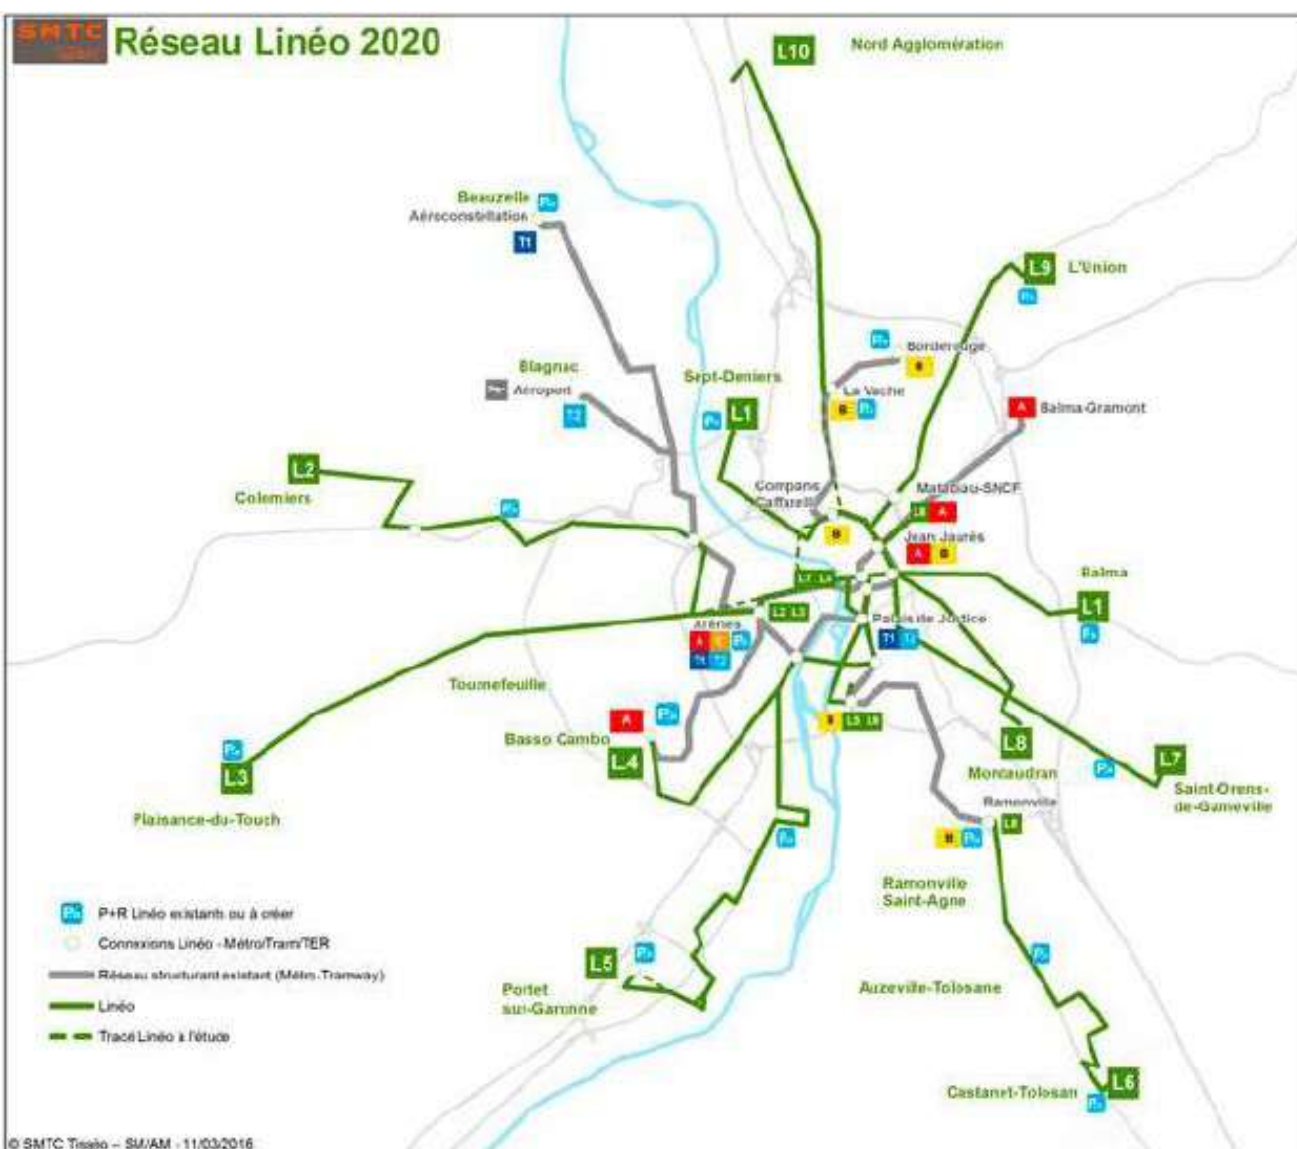 SMTC
Réseau Linéo 2020
L10
Nord Agglomération
Beauzelle
P+R
Aéroconstellation
T1
L9
L'Union
P+R
Blagnac
Aéroport
T2
Sept-Deniers
P+R
L1
P+R
Borderouge
B
La Vache
B
P+R
A
Balma-Gramont
L2
Colomiers
P+R
Compans
Caffarelli
B
Matabiau-SNCF
L8 A
Jean Jaurès
A B
Balma
L1
P+R
L2 L3
Arènes
A C P+R
T1 T2
Palais de Justice
T1 T2
Tournefeuille
A
P+R
Basso Cambo
L4
P+R
L3
Plaisance-du-Touch
B L5
L8
Montaudran
P+R
L7
Saint-Orens-
de-Gameville
Ramonville
B P+R
L6
Ramonville
Saint-Agne
P+R
L5
P+R
Portet
sur-Garonne
P+R
Auzeville-Tolosane
Castanet-Tolosan
L6
P+R
P+R Linéo existants ou à créer
Connexions Linéo - Métro/Tram/TER
Réseau structurant existant (Métro-Tramway)
Linéo
Tracé Linéo à l'étude
© SMTC Tisséo – SM/AM - 11/03/2016